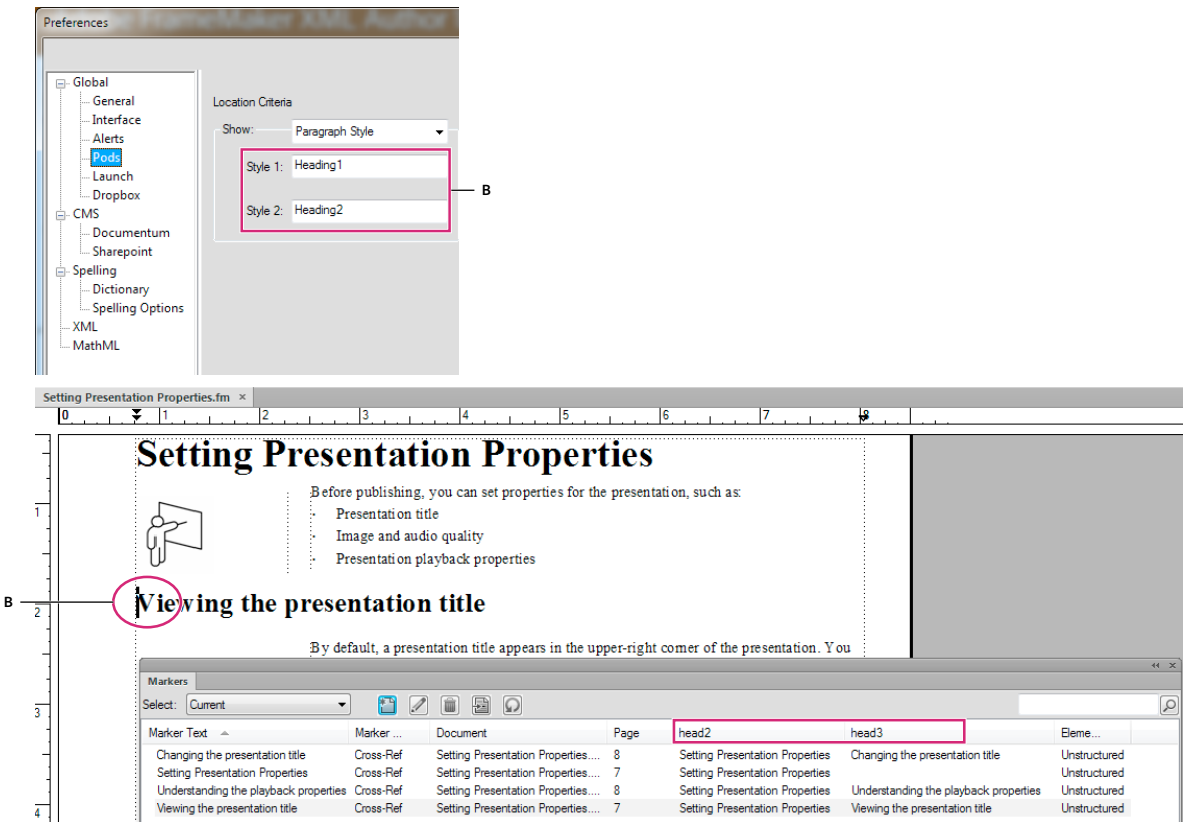 Preferences
Global
General
Interface
Alerts
Pods
Launch
Dropbox
CMS
Documentum
Sharepoint
Spelling
Dictionary
Spelling Options
XML
MathML
Location Criteria
Show: Paragraph Style
Style 1: Heading1
B
Style 2: Heading2
Setting Presentation Properties.fm ×
0 1 2 3 4 5 6 7 8
Setting Presentation Properties
Before publishing, you can set properties for the presentation, such as:
· Presentation title
· Image and audio quality
· Presentation playback properties
1
B
2
Viewing the presentation title
By default, a presentation title appears in the upper-right corner of the presentation. You
Markers
Select: Current
3
Marker Text Marker ... Document Page head2 head3 Eleme...
Changing the presentation title Cross-Ref Setting Presentation Properties.... 8 Setting Presentation Properties Changing the presentation title Unstructured
Setting Presentation Properties Cross-Ref Setting Presentation Properties.... 7 Setting Presentation Properties Unstructured
Understanding the playback properties Cross-Ref Setting Presentation Properties.... 8 Setting Presentation Properties Understanding the playback properties Unstructured
Viewing the presentation title Cross-Ref Setting Presentation Properties.... 7 Setting Presentation Properties Viewing the presentation title Unstructured
4